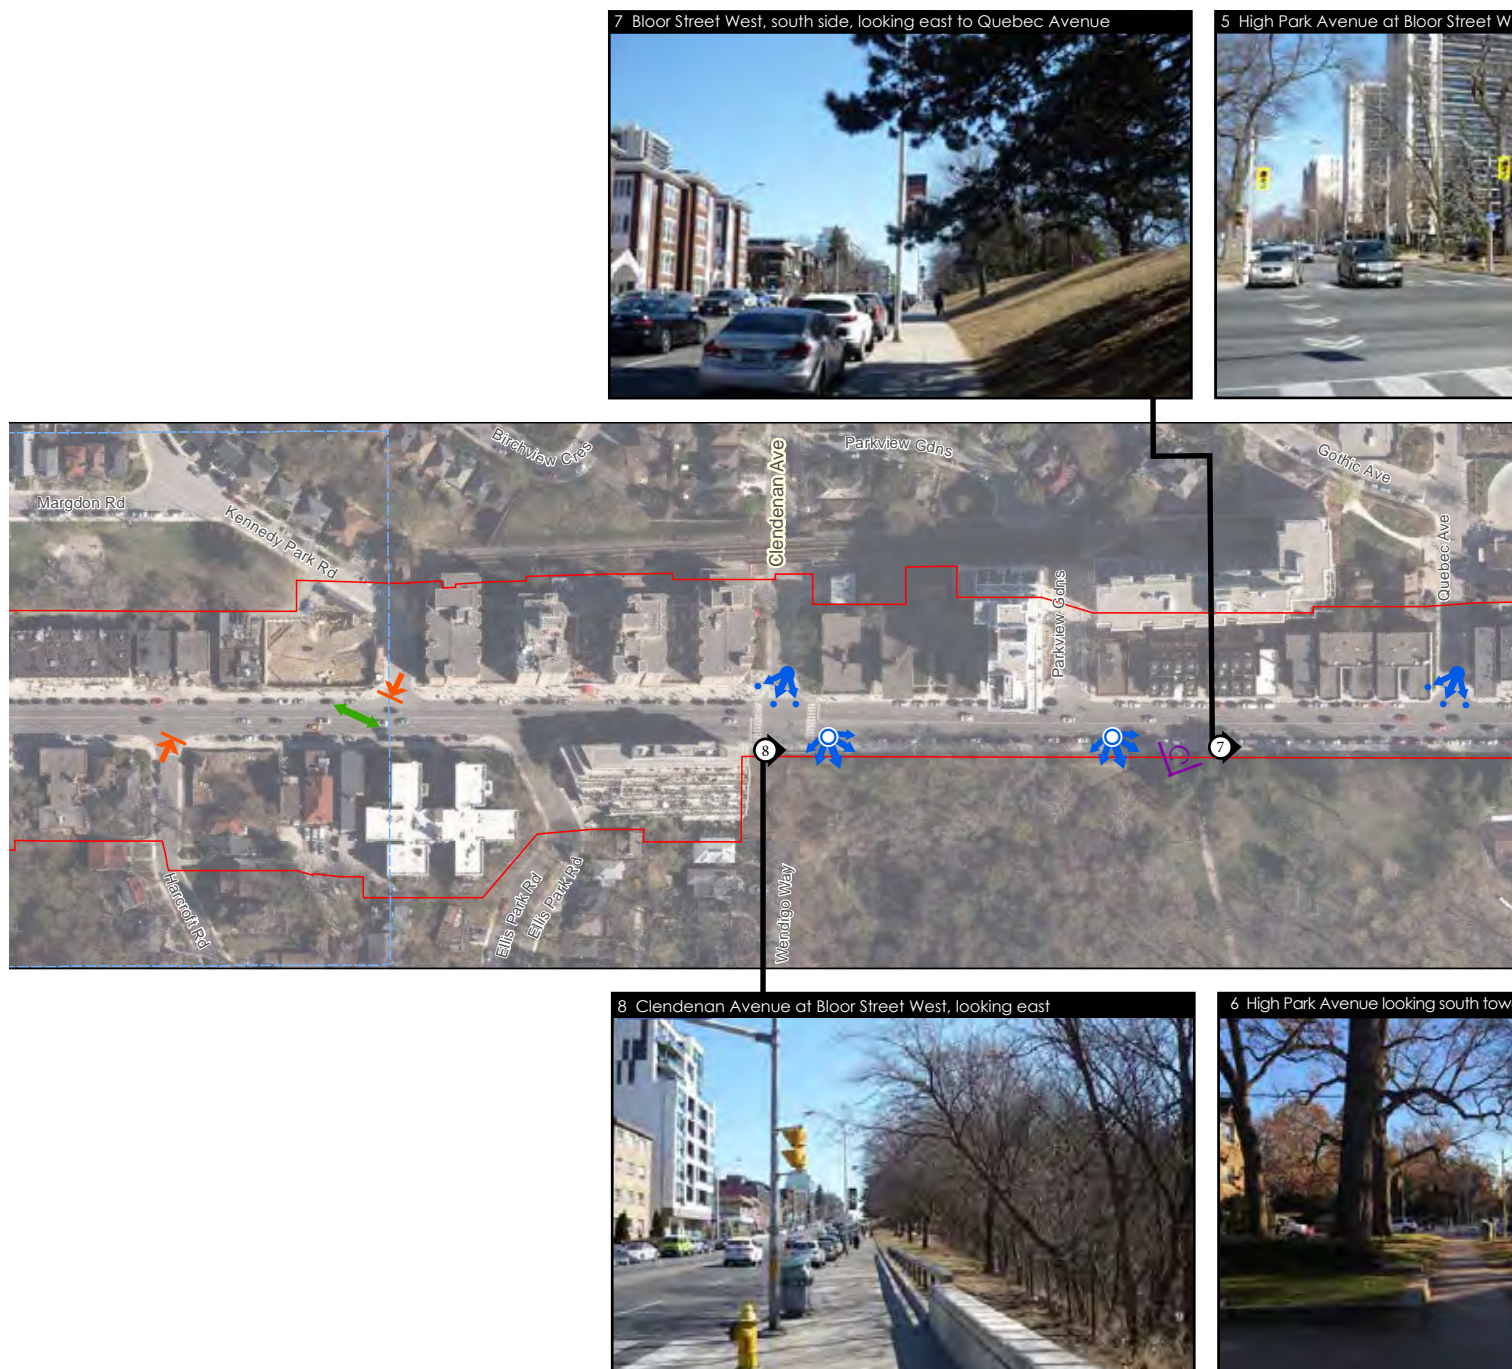 7 Bloor Street West, south side, looking east to Quebec Avenue
5 High Park Avenue at Bloor Street W
Birchview Cres
Clendenan Ave
Parkview Gdns
Gothic Ave
Margdon Rd
Kennedy Park Rd
Quebec Ave
Parkview Gdns
7
8
Harcroft Rd
Ellis Park Rd
Ellis Park Rd
Wendigo Way
8 Clendenan Avenue at Bloor Street West, looking east
6 High Park Avenue looking south tow